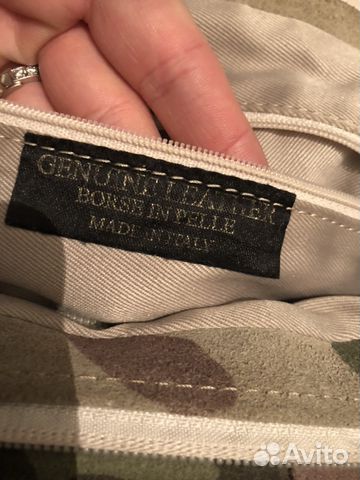 GENUINE LEATHER
BORSE IN PELLE
MADE IN ITALY
Avito